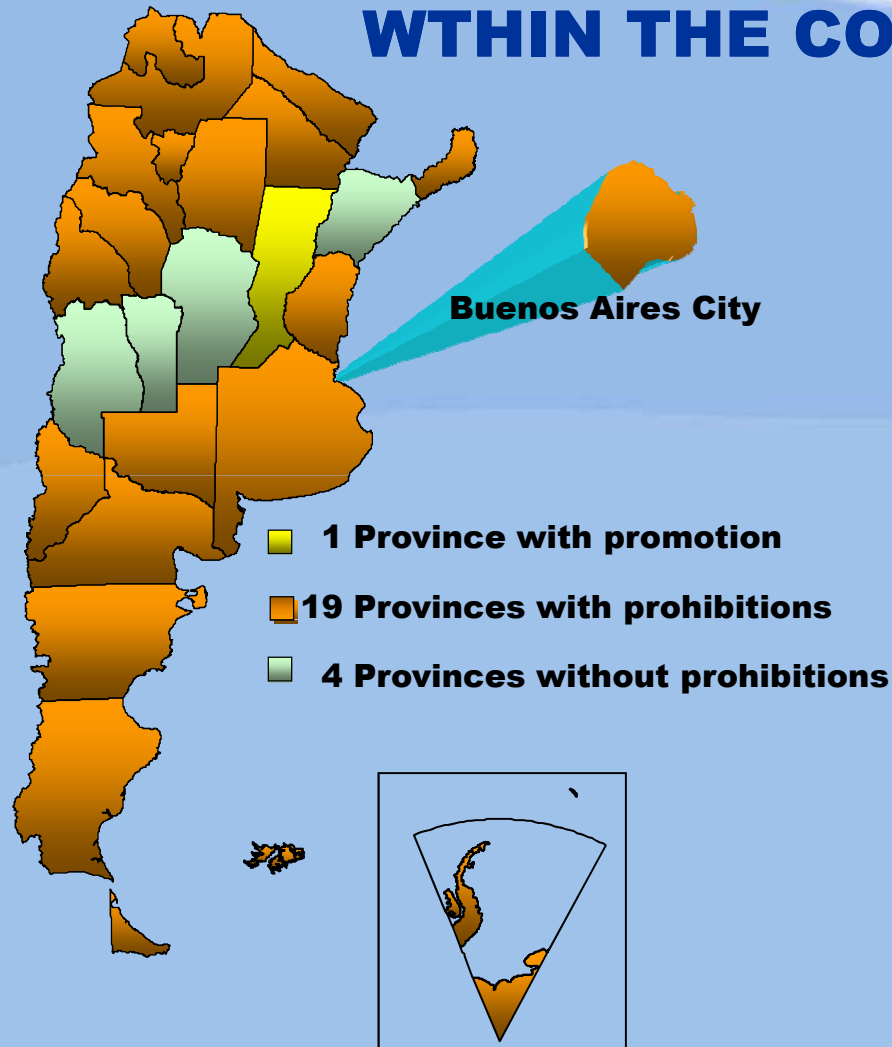 WTHIN THE CO
Buenos Aires City
1 Province with promotion
19 Provinces with prohibitions
4 Provinces without prohibitions